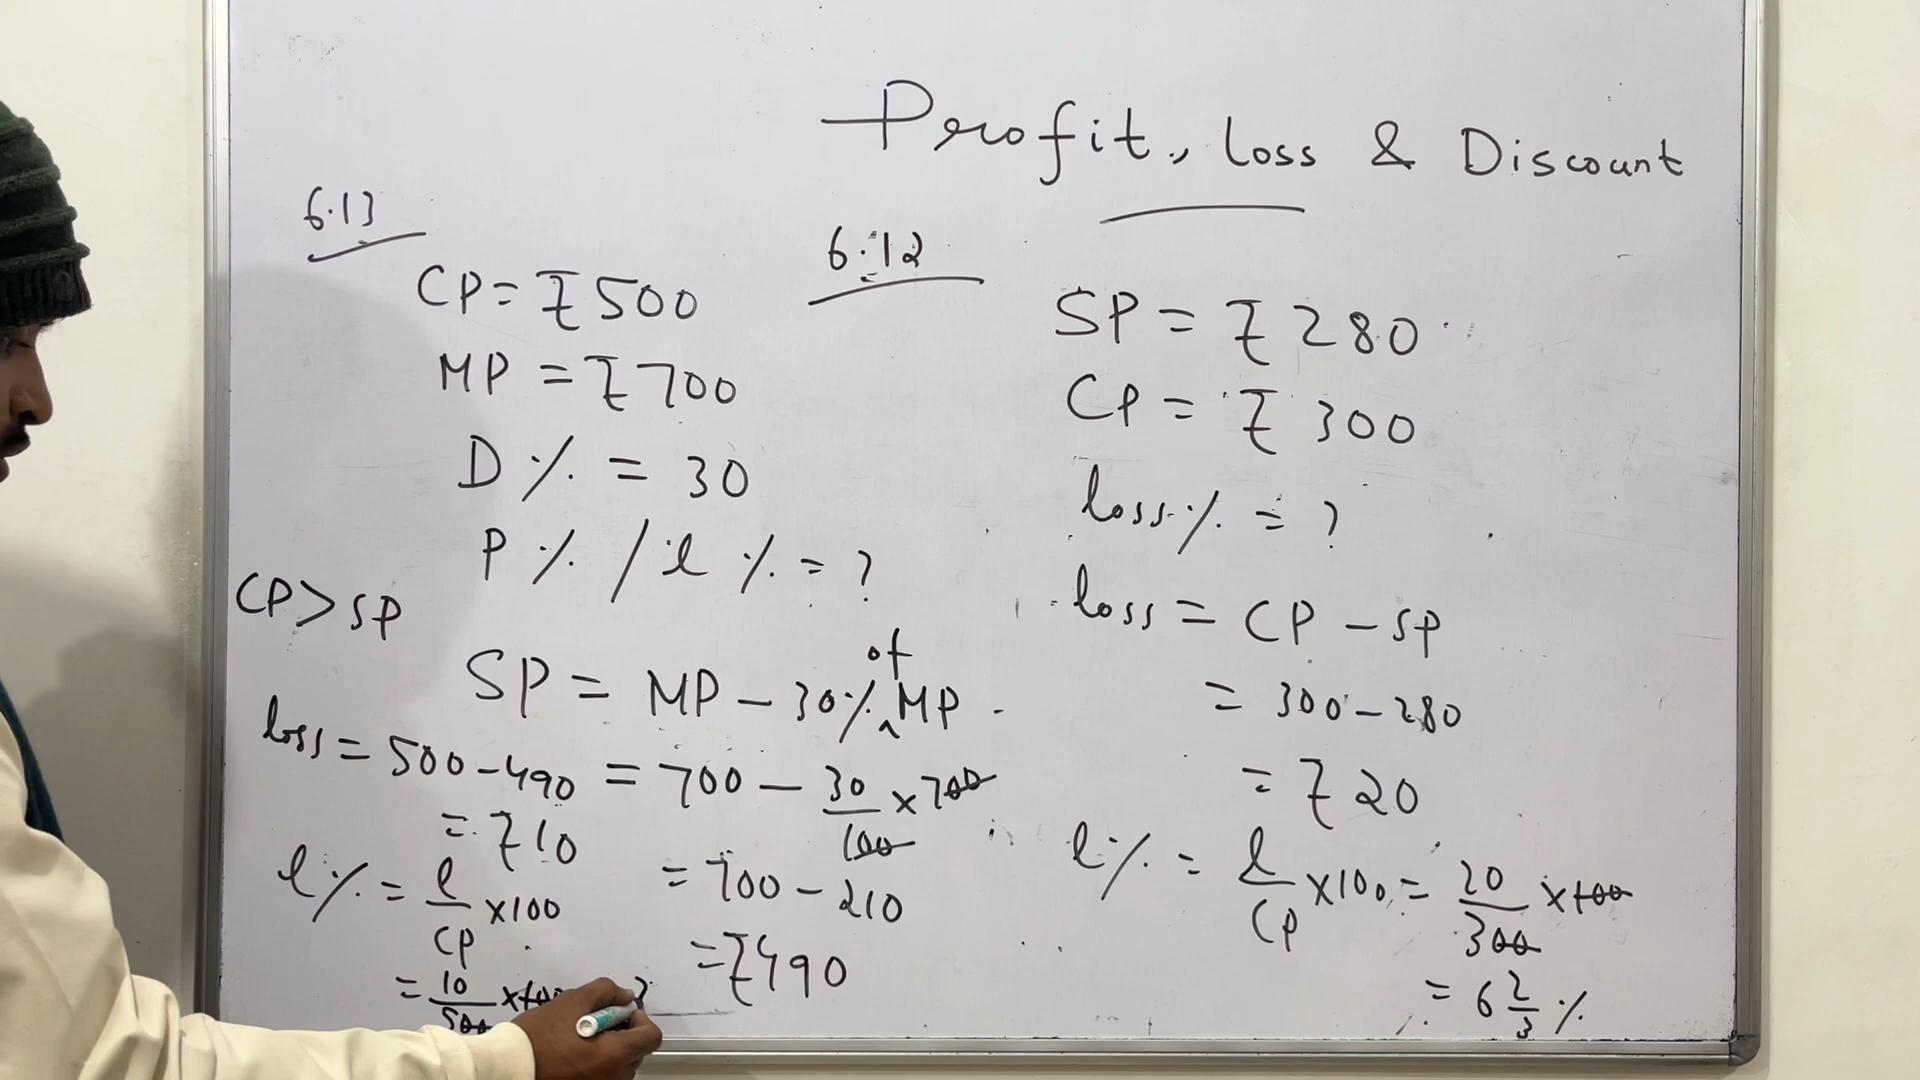 Profit, Loss & Discount
6.13
CP = ₹ 500
MP = ₹ 700
D % = 30
P % / l % = ?
CP > SP
SP = MP - 30% of MP
= 700 - 30/100 × 700
= 700 - 210
= ₹490
loss = 500 - 490
= ₹10
l % = l/CP × 100
= 10/500 × 100
6.12
SP = ₹ 280
CP = ₹ 300
loss % = ?
loss = CP - SP
= 300 - 280
= ₹ 20
l % = l/CP × 100 = 20/300 × 100
= 6 2/3 %